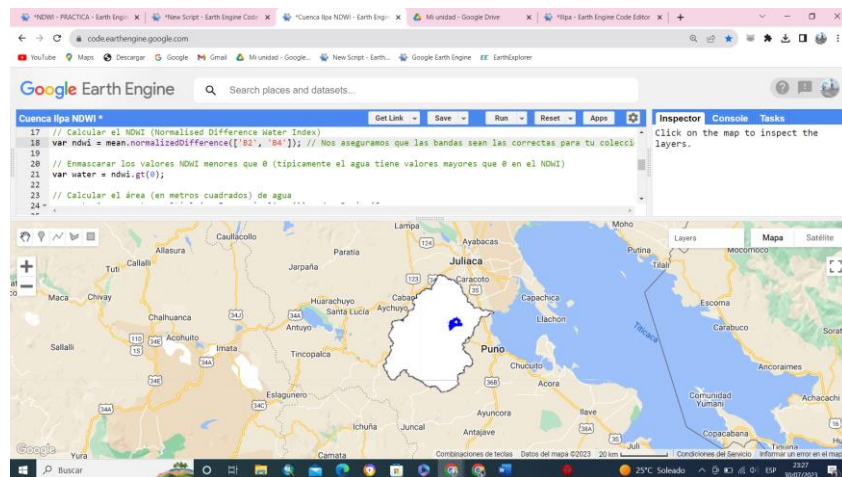 *NDWI - PRACTICA - Earth Engin
*New Script - Earth Engine Code
*Cuenca Ilpa NDWI - Earth Engin
Mi unidad - Google Drive
*Ilpa - Earth Engine Code Editor
code.earthengine.google.com
YouTube
Maps
Descargar
Google
Gmail
Mi unidad - Google...
New Script - Earth...
Google Earth Engine
EarthExplorer
Google Earth Engine
Search places and datasets...
Cuenca Ilpa NDWI *
Get Link
Save
Run
Reset
Apps
Inspector
Console
Tasks
17 // Calcular el NDWI (Normalised Difference Water Index)
18 var ndwi = mean.normalizedDifference(['B2', 'B4']); // Nos aseguramos que las bandas sean las correctas para tu colecci
19
20 // Enmascarar los valores NDWI menores que 0 (típicamente el agua tiene valores mayores que 0 en el NDWI)
21 var water = ndwi.gt(0);
22
23 // Calcular el área (en metros cuadrados) de agua
24
Click on the map to inspect the
layers.
Layers
Mapa
Satélite
Lampa
Moho
Caullacollo
Ayabacas
Putina
Allasura
Paratia
Juliaca
Tilali
Mocomoco
Callalli
Tuti
Jarpaña
Caracoto
Maca
Chivay
Huarachuyo
Cabac
Capachica
Escoma
Chalhuanca
Santa Lucía
Aychuyo
Llachon
Carabuco
Sorat
Antuyo
Titicaca
Acohuito
Imata
Puno
Sallalli
Tincopalca
Chucuito
Ancoraimes
Acora
Eslagunero
Comunidad
Yumani
Achacachi
Ayuncora
Ilave
Ichuña
Juncal
Antajave
Copacabana
Google
Yura
Camata
Juli
Tiquina
Combinaciones de teclas
Datos del mapa ©2023
20 km
Condiciones del Servicio
Informar un error en el map
Buscar
25°C Soleado
ESP
23:27
30/07/2023